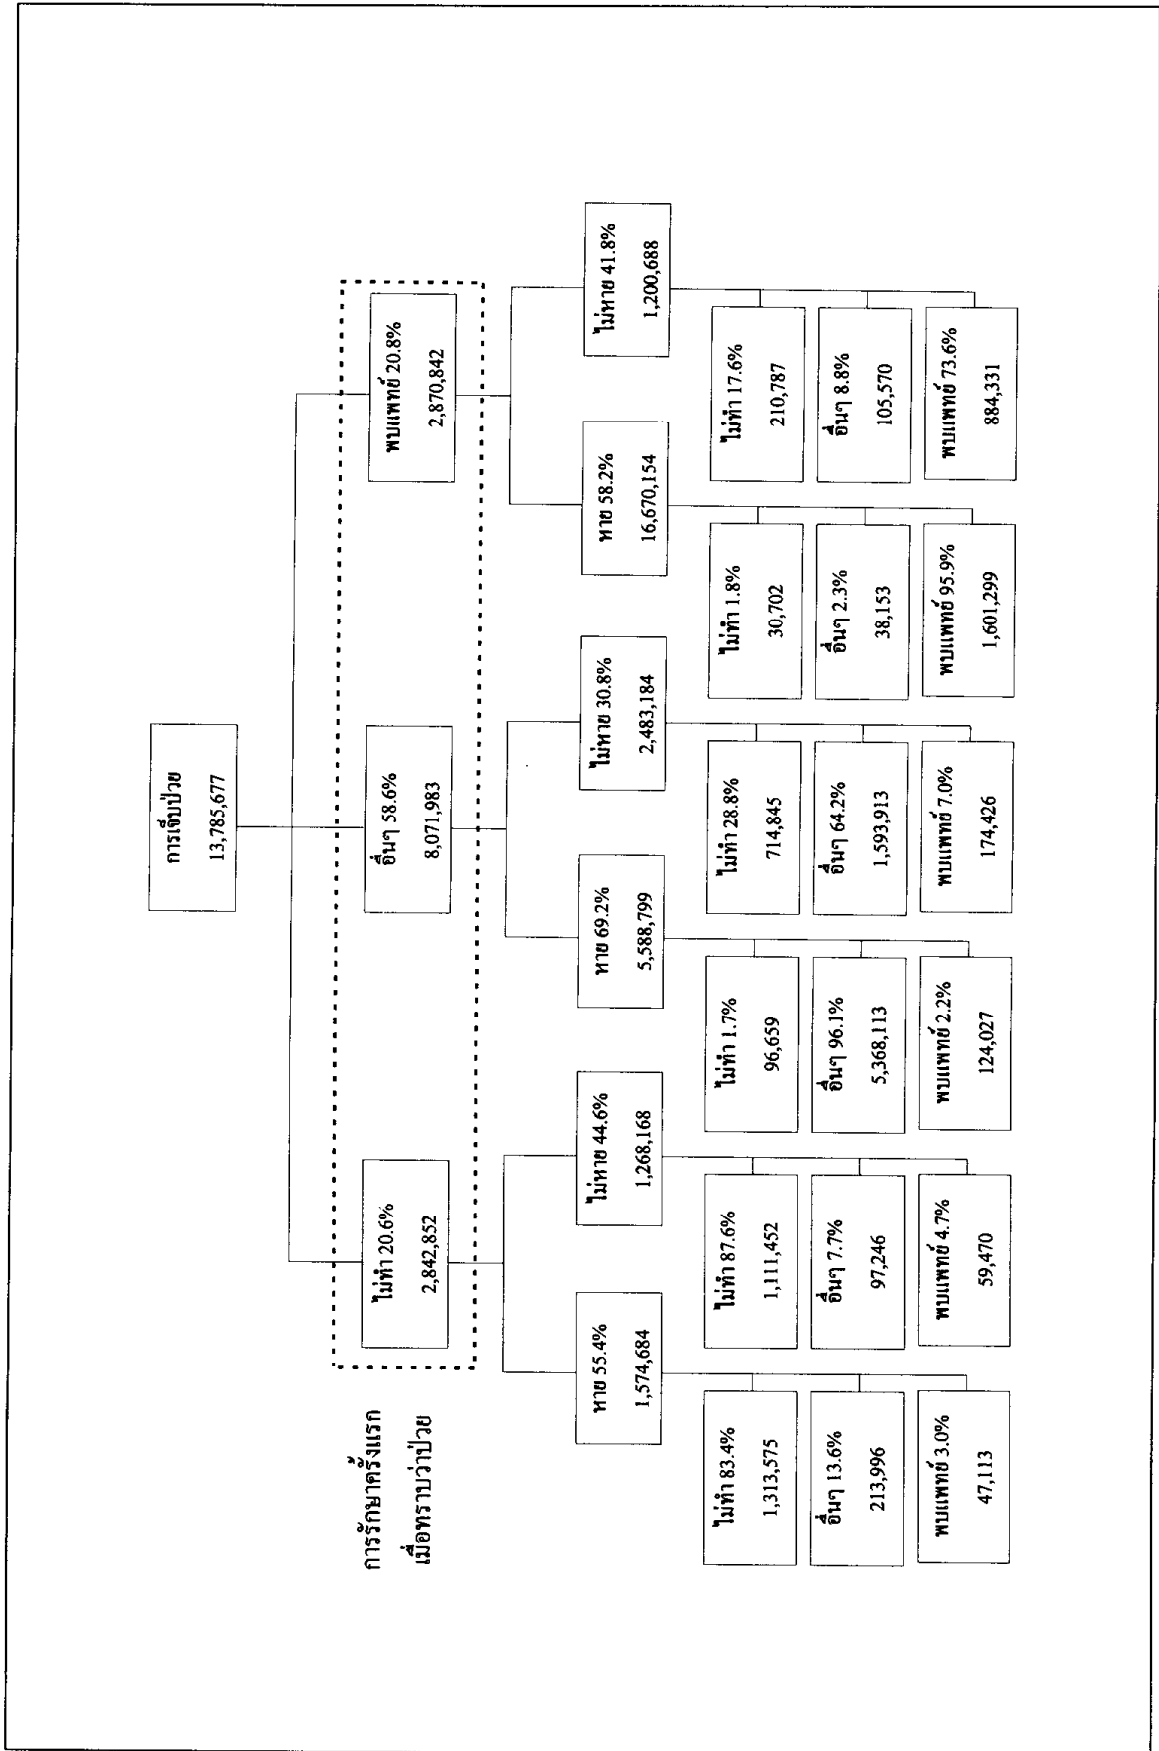 การเจ็บป่วย
13,785,677
การรักษาครั้งแรก
เมื่อทราบว่าป่วย
ไม่ทำ 20.6%
2,842,852
อื่นๆ 58.6%
8,071,983
พบแพทย์ 20.8%
2,870,842
หาย 55.4%
1,574,684
ไม่หาย 44.6%
1,268,168
หาย 69.2%
5,588,799
ไม่หาย 30.8%
2,483,184
หาย 58.2%
16,670,154
ไม่หาย 41.8%
1,200,688
ไม่ทำ 83.4%
1,313,575
อื่นๆ 13.6%
213,996
พบแพทย์ 3.0%
47,113
ไม่ทำ 87.6%
1,111,452
อื่นๆ 7.7%
97,246
พบแพทย์ 4.7%
59,470
ไม่ทำ 1.7%
96,659
อื่นๆ 96.1%
5,368,113
พบแพทย์ 2.2%
124,027
ไม่ทำ 28.8%
714,845
อื่นๆ 64.2%
1,593,913
พบแพทย์ 7.0%
174,426
ไม่ทำ 1.8%
30,702
อื่นๆ 2.3%
38,153
พบแพทย์ 95.9%
1,601,299
ไม่ทำ 17.6%
210,787
อื่นๆ 8.8%
105,570
พบแพทย์ 73.6%
884,331